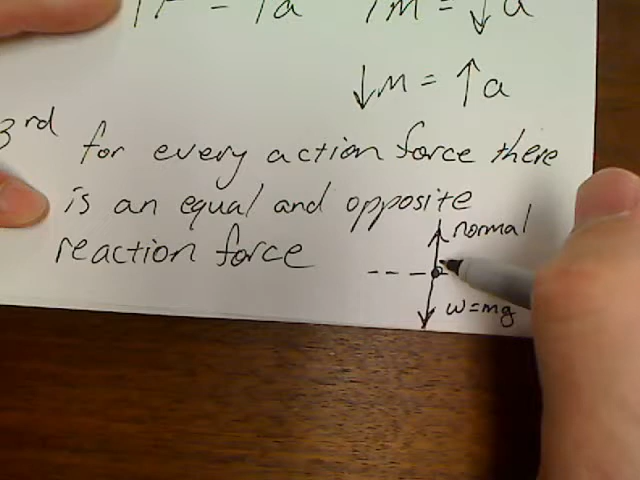 ↑F = ↑a ↑m = ↓a
↓m = ↑a
3rd for every action force there
is an equal and opposite
reaction force
normal
w=mg